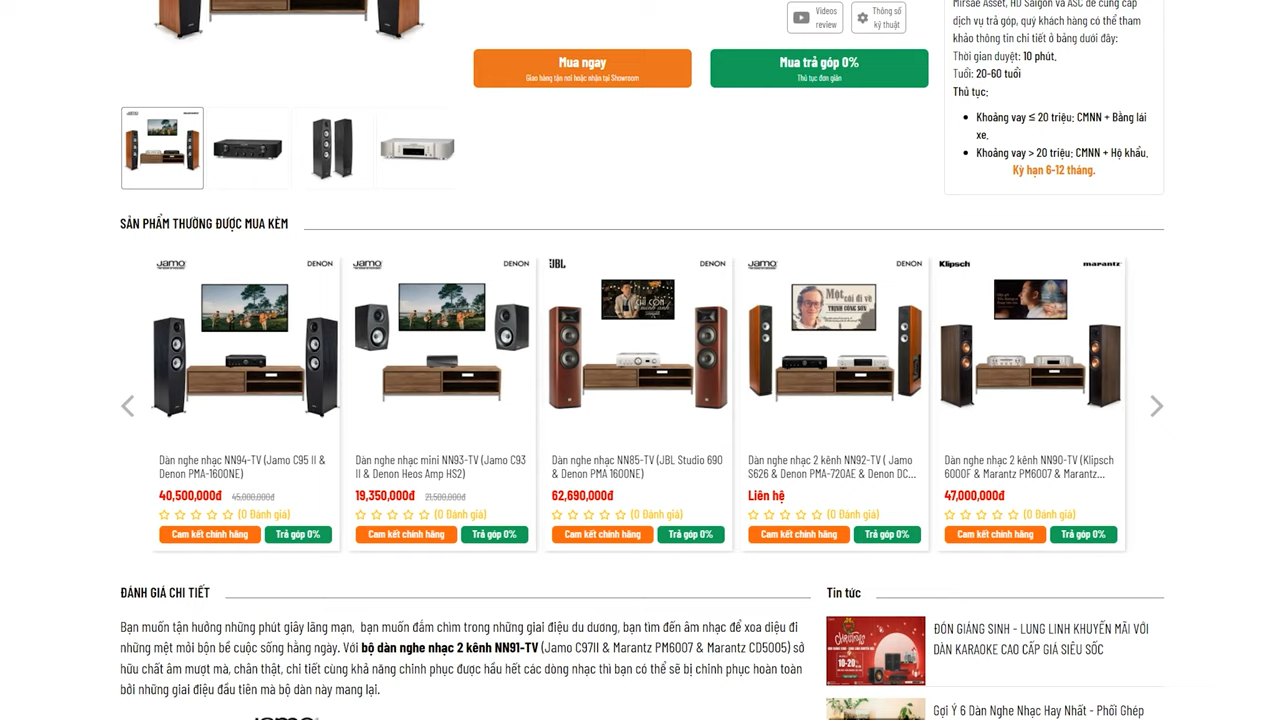 Mirsae Asset, HD Saigon và ASC để cung cấp
dịch vụ trả góp, quý khách hàng có thể tham
khảo thông tin chi tiết ở bảng dưới đây:
Thời gian duyệt: 10 phút.
Tuổi: 20-60 tuổi
Thủ tục:
Khoảng vay ≤ 20 triệu: CMNN + Bằng lái
xe.
Khoảng vay > 20 triệu: CMNN + Hộ khẩu.
Kỳ hạn 6-12 tháng.
Videos
review
Thông số
kỹ thuật
Mua ngay
Giao hàng tận nơi hoặc nhận tại Showroom
Mua trả góp 0%
Thủ tục đơn giản
SẢN PHẨM THƯỜNG ĐƯỢC MUA KÈM
Jamo DENON
Dàn nghe nhạc NN94-TV (Jamo C95 II &
Denon PMA-1600NE)
40,500,000đ 45,000,000đ
(0 Đánh giá)
Cam kết chính hãng Trả góp 0%
Jamo DENON
Dàn nghe nhạc mini NN93-TV (Jamo C93
II & Denon Heos Amp HS2)
19,350,000đ 21,500,000đ
(0 Đánh giá)
Cam kết chính hãng Trả góp 0%
JBL DENON
Dàn nghe nhạc NN85-TV (JBL Studio 690
& Denon PMA 1600NE)
62,690,000đ
(0 Đánh giá)
Cam kết chính hãng Trả góp 0%
Jamo DENON
Một
cõi đi về
TRỊNH CÔNG SƠN
Dàn nghe nhạc 2 kênh NN92-TV ( Jamo
S626 & Denon PMA-720AE & Denon DC...
Liên hệ
(0 Đánh giá)
Cam kết chính hãng Trả góp 0%
Klipsch marantz
Dàn nghe nhạc 2 kênh NN90-TV (Klipsch
6000F & Marantz PM6007 & Marantz...
47,000,000đ
(0 Đánh giá)
Cam kết chính hãng Trả góp 0%
ĐÁNH GIÁ CHI TIẾT
Bạn muốn tận hưởng những phút giây lãng mạn, bạn muốn đắm chìm trong những giai điệu du dương, bạn tìm đến âm nhạc để xoa diệu đi
những mệt mỏi bộn bề cuộc sống hằng ngày. Với bộ dàn nghe nhạc 2 kênh NN91-TV (Jamo C97II & Marantz PM6007 & Marantz CD5005) sở
hữu chất âm mượt mà, chân thật, chi tiết cùng khả năng chinh phục được hầu hết các dòng nhạc thì bạn có thể sẽ bị chinh phục hoàn toàn
bởi những giai điệu đầu tiên mà bộ dàn này mang lại.
Tin tức
ĐÓN GIÁNG SINH - LUNG LINH KHUYẾN MÃI VỚI
DÀN KARAOKE CAO CẤP GIÁ SIÊU SỐC
Gợi Ý 6 Dàn Nghe Nhạc Hay Nhất - Phối Ghép